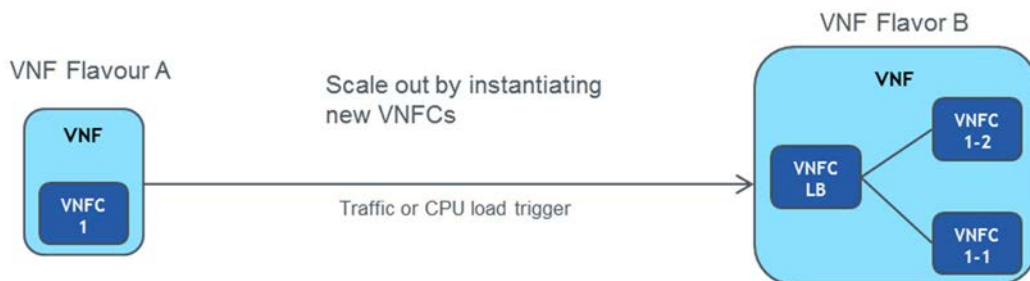 VNF Flavour A
VNF
VNFC
1
Scale out by instantiating
new VNFCs
Traffic or CPU load trigger
VNF Flavor B
VNF
VNFC
LB
VNFC
1-2
VNFC
1-1